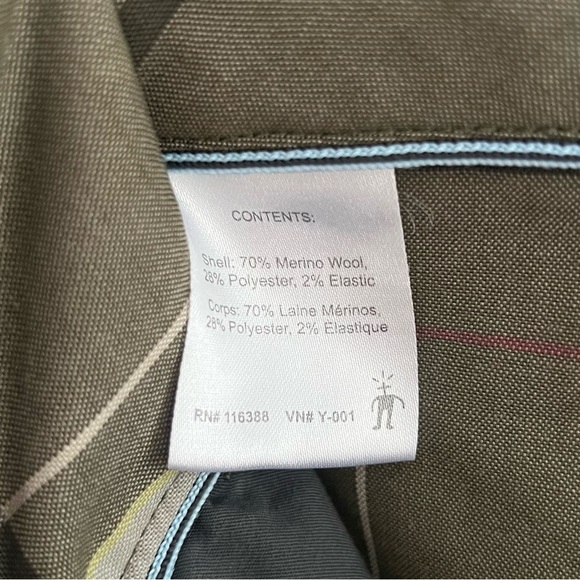 CONTENTS:
Shell: 70% Merino Wool,
28% Polyester, 2% Elastic
Corps: 70% Laine Mérinos,
28% Polyester, 2% Elastique
RN# 116388 VN# Y-001